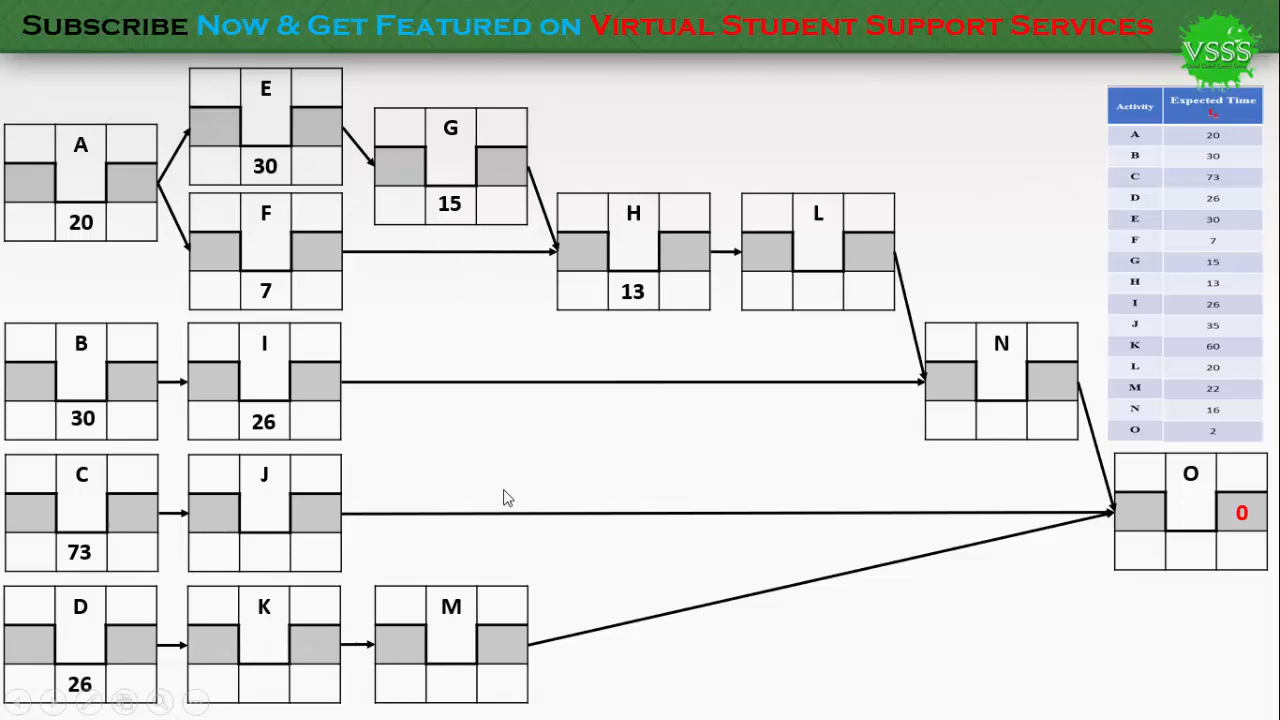 Subscribe Now & Get Featured on Virtual Student Support Services
VSSS
E
G
A
30
15
20
F
H
L
7
13
B
I
N
30
26
C
J
O
0
73
D
K
M
26
Activity Expected Time
tₑ
A 20
B 30
C 73
D 26
E 30
F 7
G 15
H 13
I 26
J 35
K 60
L 20
M 22
N 16
O 2